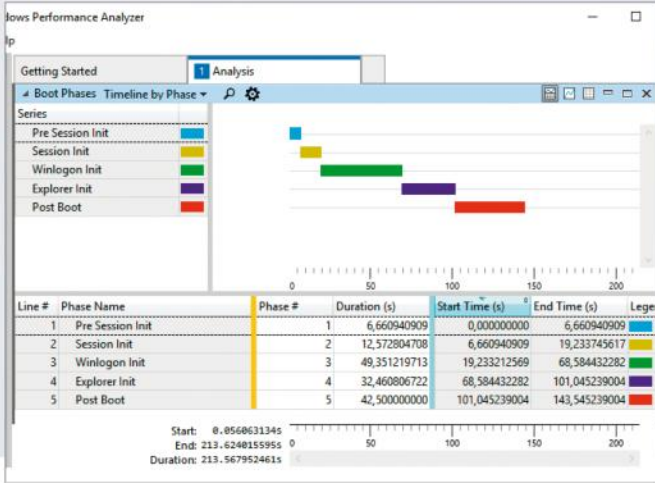 dows Performance Analyzer
lp
Getting Started 1 Analysis
Boot Phases Timeline by Phase
Series
Pre Session Init
Session Init
Winlogon Init
Explorer Init
Post Boot
0 50 100 150 200
Line # Phase Name Phase # Duration (s) Start Time (s) End Time (s) Lege
1 Pre Session Init 1 6,660940909 0,000000000 6,660940909
2 Session Init 2 12,572804708 6,660940909 19,233745617
3 Winlogon Init 3 49,351219713 19,233212569 68,584432282
4 Explorer Init 4 32,460806722 68,584432282 101,045239004
5 Post Boot 5 42,500000000 101,045239004 143,545239004
Start: 0.056063134s
End: 213.624015595s
Duration: 213.567952461s
0 50 100 150 200